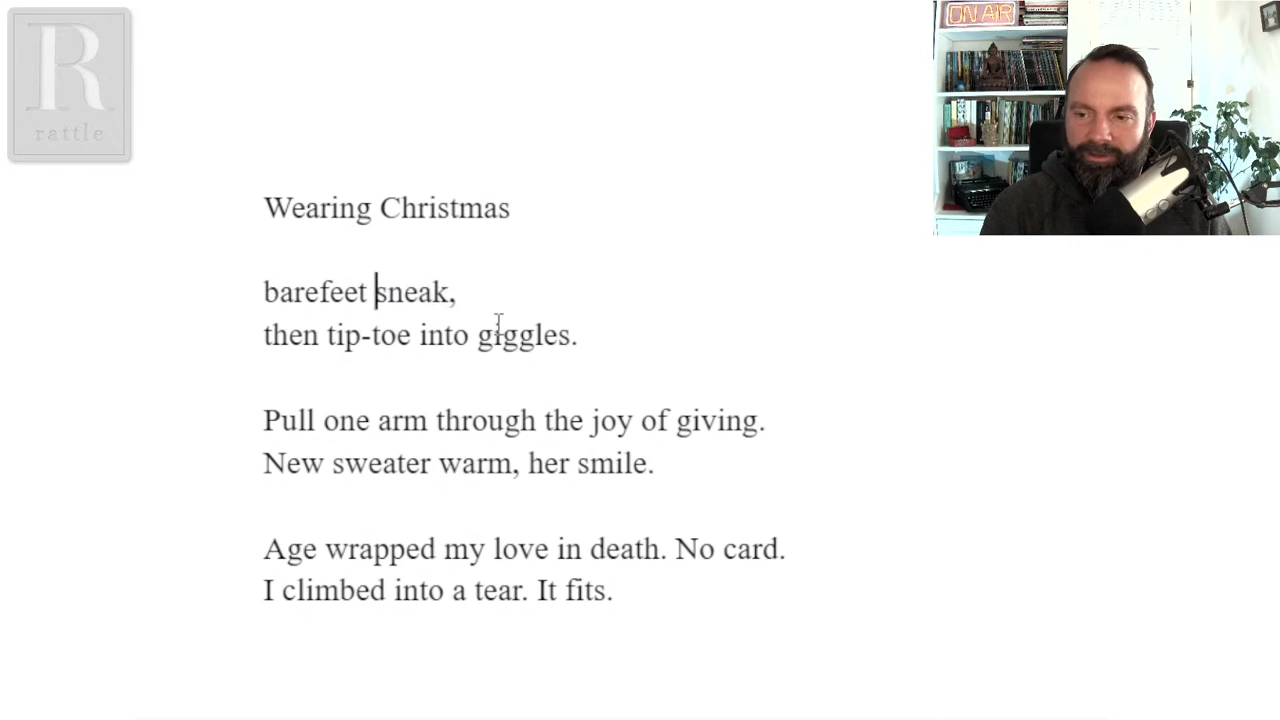 R
rattle
ON AIR
Wearing Christmas
barefeet sneak,
then tip-toe into giggles.
Pull one arm through the joy of giving.
New sweater warm, her smile.
Age wrapped my love in death. No card.
I climbed into a tear. It fits.